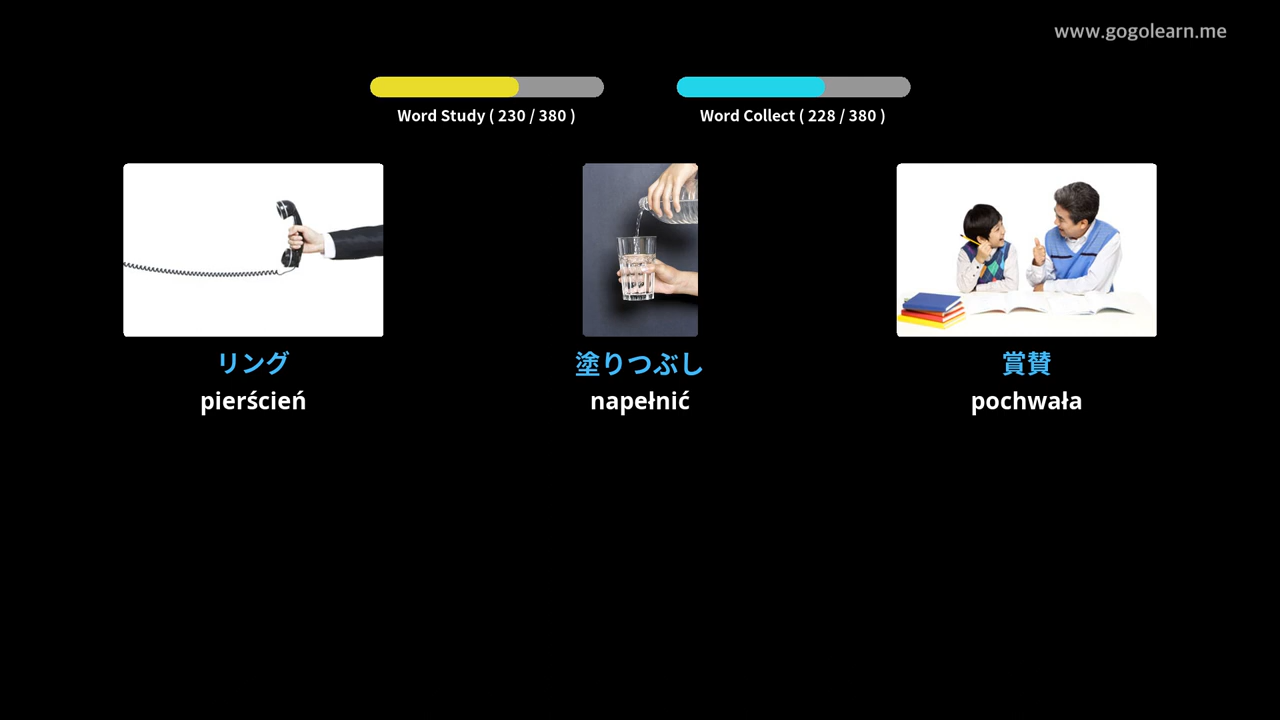 www.gogolearn.me
Word Study ( 230 / 380 )
Word Collect ( 228 / 380 )
リング
pierścień
塗りつぶし
napełnić
賞賛
pochwała